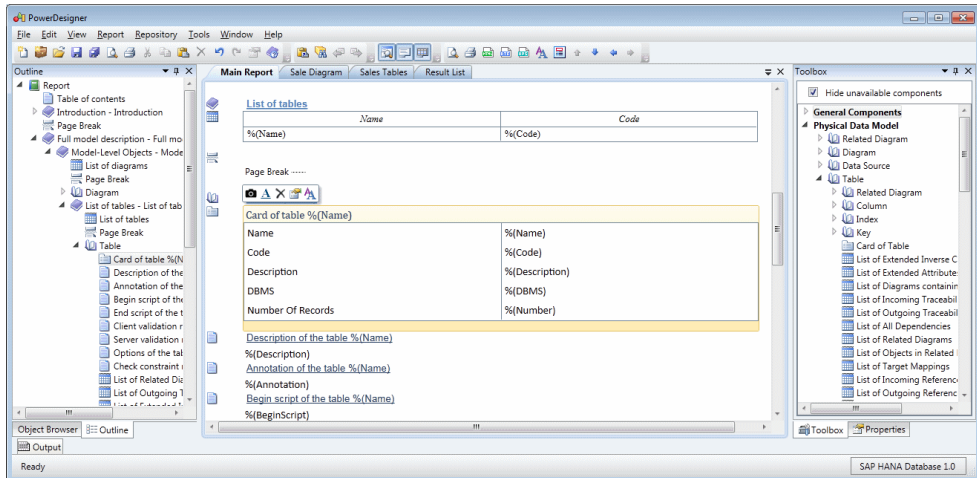 PowerDesigner
File Edit View Report Repository Tools Window Help
Outline
Report
Table of contents
Introduction - Introduction
Page Break
Full model description - Full mo
Model-Level Objects - Mode
List of diagrams
Page Break
Diagram
List of tables - List of tab
List of tables
Page Break
Table
Card of table %(N
Description of the
Annotation of the
Begin script of the
End script of the t
Client validation r
Server validation
Options of the tal
Check constraint
List of Related Dia
List of Outgoing T
Object Browser Outline
Main Report Sale Diagram Sales Tables Result List
List of tables
Name Code
%(Name) %(Code)
Page Break -----
Card of table %(Name)
Name %(Name)
Code %(Code)
Description %(Description)
DBMS %(DBMS)
Number Of Records %(Number)
Description of the table %(Name)
%(Description)
Annotation of the table %(Name)
%(Annotation)
Begin script of the table %(Name)
%(BeginScript)
Toolbox
Hide unavailable components
General Components
Physical Data Model
Related Diagram
Diagram
Data Source
Table
Related Diagram
Column
Index
Key
Card of Table
List of Extended Inverse C
List of Extended Attribute
List of Diagrams containin
List of Incoming Traceabil
List of Outgoing Traceabil
List of All Dependencies
List of Related Diagrams
List of Objects in Related
List of Target Mappings
List of Incoming Referenc
List of Outgoing Referenc
Toolbox Properties
Output
Ready SAP HANA Database 1.0